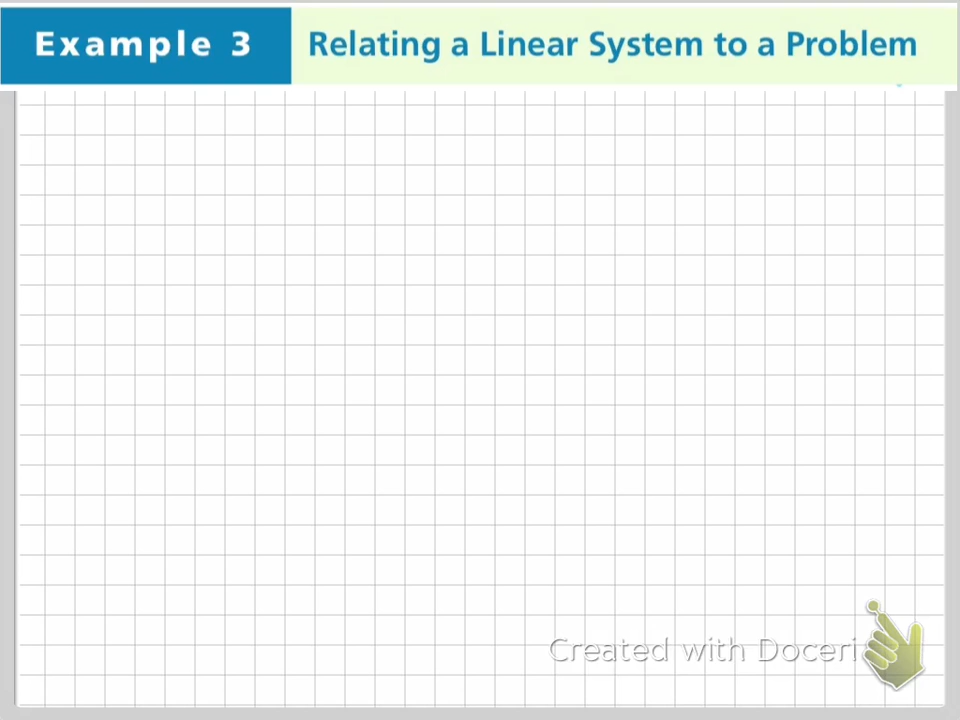 Example 3 Relating a Linear System to a Problem
Created with Doceri